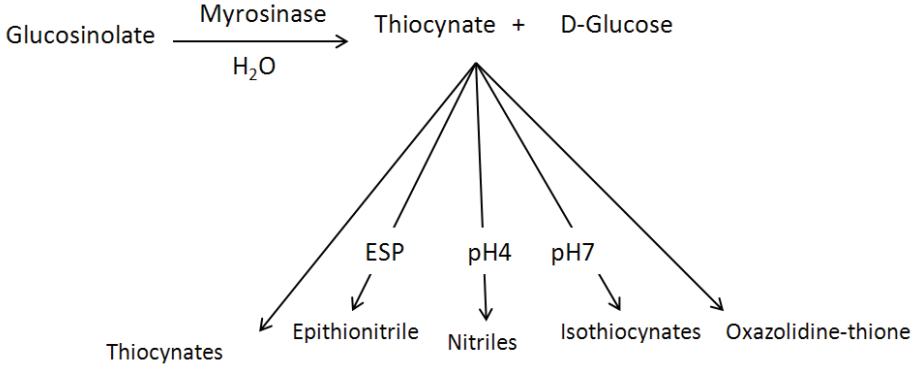 Glucosinolate
Myrosinase
H₂O
Thiocynate + D-Glucose
ESP
pH4
pH7
Thiocynates
Epithionitrile
Nitriles
Isothiocynates
Oxazolidine-thione